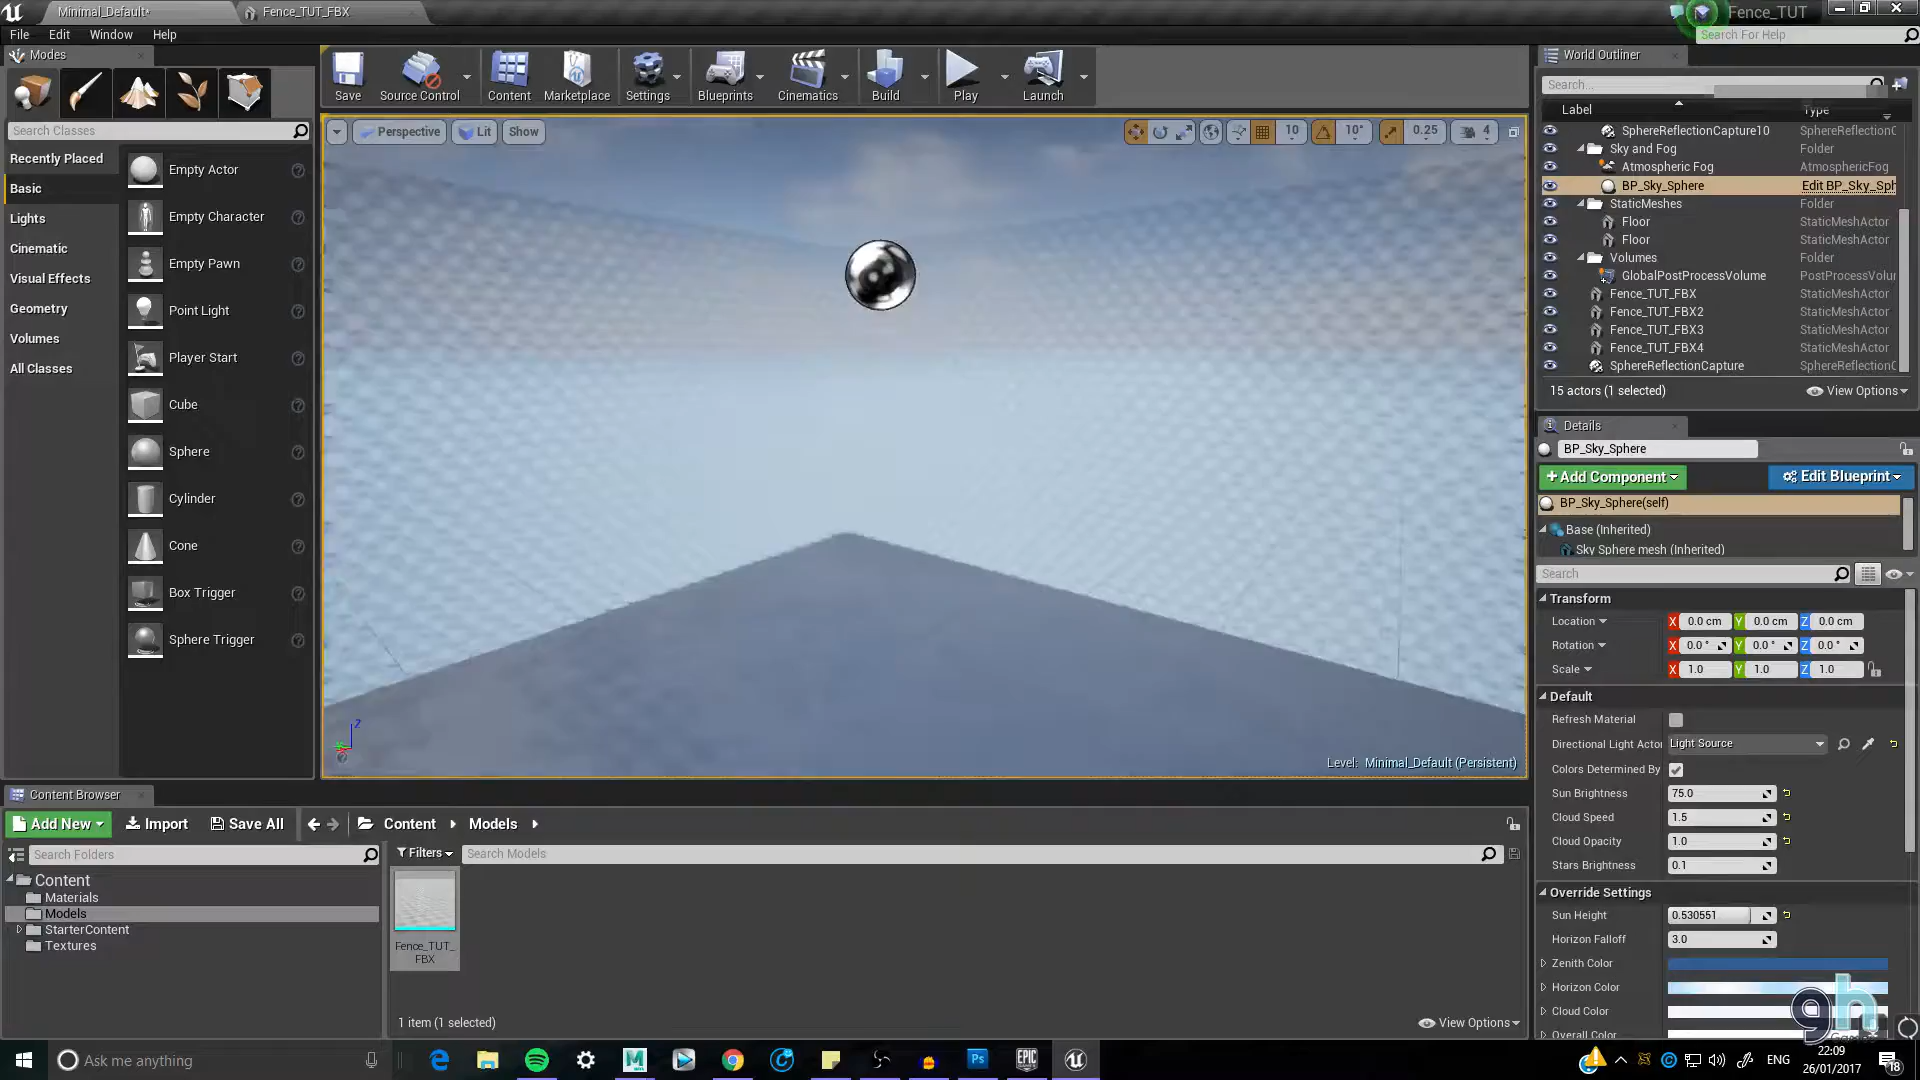 Minimal_Default*
Fence_TUT_FBX
Fence_TUT
File Edit Window Help
Search For Help
Modes
Search Classes
Recently Placed
Basic
Lights
Cinematic
Visual Effects
Geometry
Volumes
All Classes
Empty Actor
Empty Character
Empty Pawn
Point Light
Player Start
Cube
Sphere
Cylinder
Cone
Box Trigger
Sphere Trigger
Save
Source Control
Content
Marketplace
Settings
Blueprints
Cinematics
Build
Play
Launch
Perspective Lit Show
10 10° 0.25 4
Z
Level: Minimal_Default (Persistent)
World Outliner
Search...
Label Type
SphereReflectionCapture10 SphereReflectionC
Sky and Fog Folder
Atmospheric Fog AtmosphericFog
BP_Sky_Sphere Edit BP_Sky_Sph
StaticMeshes Folder
Floor StaticMeshActor
Floor StaticMeshActor
Volumes Folder
GlobalPostProcessVolume PostProcessVolu
Fence_TUT_FBX StaticMeshActor
Fence_TUT_FBX2 StaticMeshActor
Fence_TUT_FBX3 StaticMeshActor
Fence_TUT_FBX4 StaticMeshActor
SphereReflectionCapture SphereReflectionC
15 actors (1 selected) View Options
Details
BP_Sky_Sphere
+Add Component Edit Blueprint
BP_Sky_Sphere(self)
Base (Inherited)
Sky Sphere mesh (Inherited)
Search
Transform
Location X 0.0 cm Y 0.0 cm Z 0.0 cm
Rotation X 0.0 ° Y 0.0 ° Z 0.0 °
Scale X 1.0 Y 1.0 Z 1.0
Default
Refresh Material
Directional Light Actor Light Source
Colors Determined By
Sun Brightness 75.0
Cloud Speed 1.5
Cloud Opacity 1.0
Stars Brightness 0.1
Override Settings
Sun Height 0.530551
Horizon Falloff 3.0
Zenith Color
Horizon Color
Cloud Color
Overall Color
gh
Content Browser
Add New Import Save All Content Models
Search Folders
Filters Search Models
Content
Materials
Models
StarterContent
Textures
Fence_TUT_
FBX
1 item (1 selected) View Options
Ask me anything
Ps
EPIC
ENG
22:09
26/01/2017
18